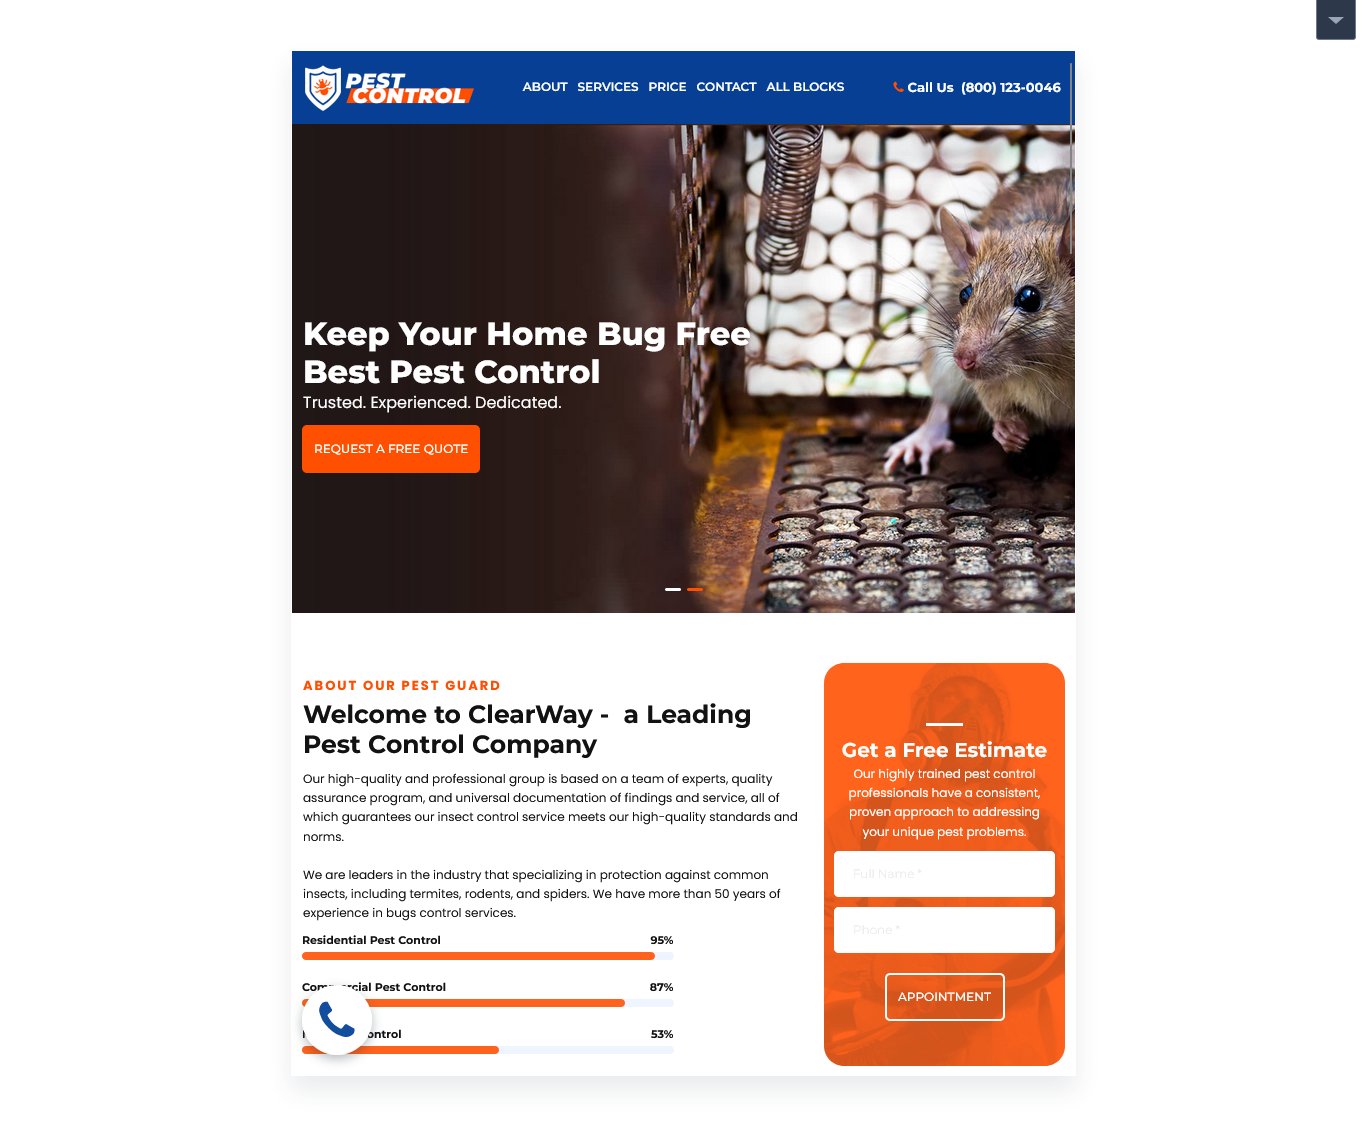 PEST
CONTROL
ABOUT SERVICES PRICE CONTACT ALL BLOCKS
Call Us (800) 123-0046
Keep Your Home Bug Free
Best Pest Control
Trusted. Experienced. Dedicated.
REQUEST A FREE QUOTE
ABOUT OUR PEST GUARD
Welcome to ClearWay - a Leading
Pest Control Company
Our high-quality and professional group is based on a team of experts, quality
assurance program, and universal documentation of findings and service, all of
which guarantees our insect control service meets our high-quality standards and
norms.
We are leaders in the industry that specializing in protection against common
insects, including termites, rodents, and spiders. We have more than 50 years of
experience in bugs control services.
Residential Pest Control 95%
Pest Control 87%
53%
Get a Free Estimate
Our highly trained pest control
professionals have a consistent,
proven approach to addressing
your unique pest problems.
Full Name *
Phone *
APPOINTMENT